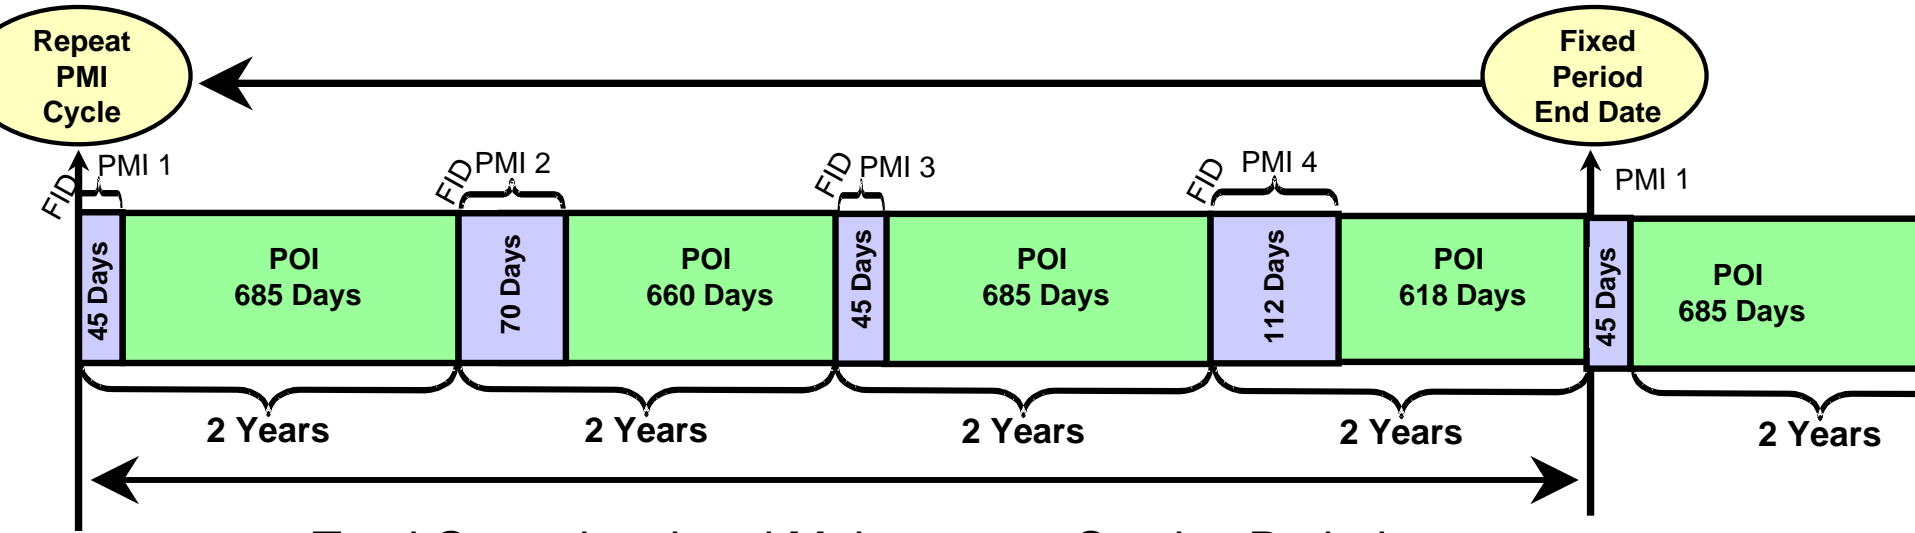 Repeat
PMI
Cycle
Fixed
Period
End Date
FID
PMI 1
FID
PMI 2
FID
PMI 3
FID
PMI 4
PMI 1
45 Days
POI
685 Days
70 Days
POI
660 Days
45 Days
POI
685 Days
112 Days
POI
618 Days
45 Days
POI
685 Days
2 Years
2 Years
2 Years
2 Years
2 Years